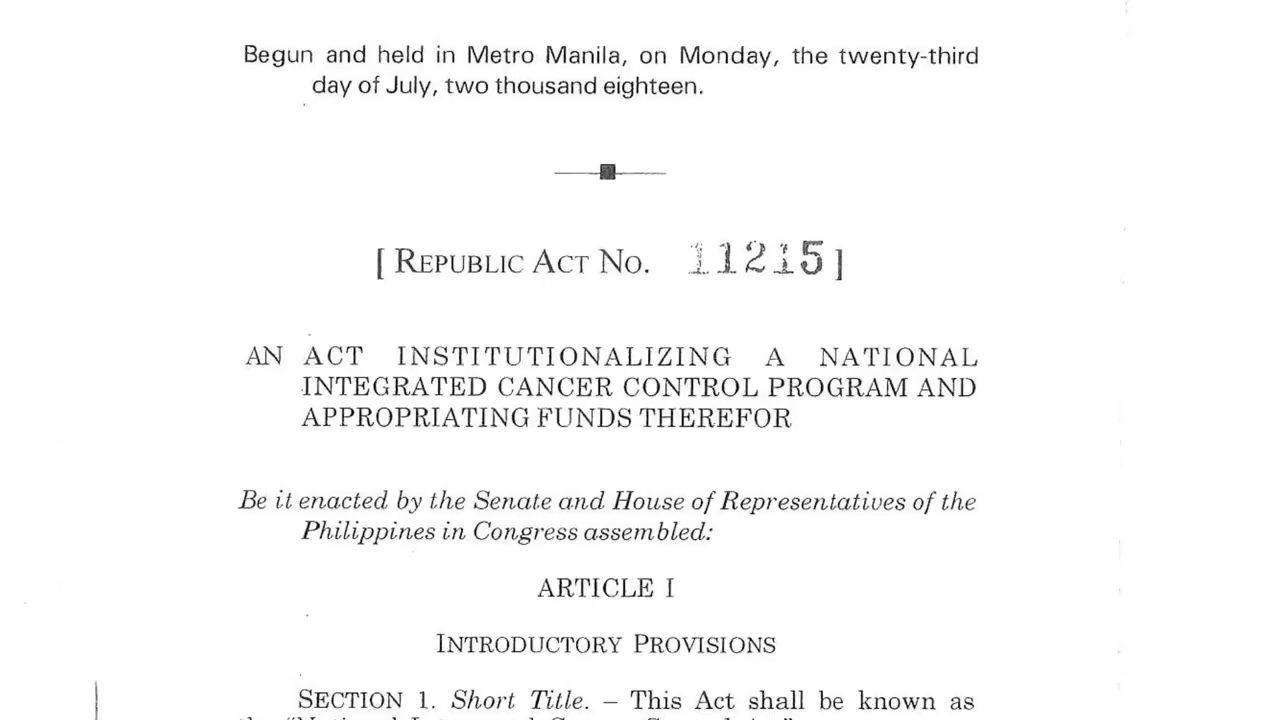 Begun and held in Metro Manila, on Monday, the twenty-third
day of July, two thousand eighteen.
[ REPUBLIC ACT NO. 11215 ]
AN ACT INSTITUTIONALIZING A NATIONAL
INTEGRATED CANCER CONTROL PROGRAM AND
APPROPRIATING FUNDS THEREFOR
Be it enacted by the Senate and House of Representatives of the
Philippines in Congress assembled:
ARTICLE I
INTRODUCTORY PROVISIONS
SECTION 1. Short Title. – This Act shall be known as